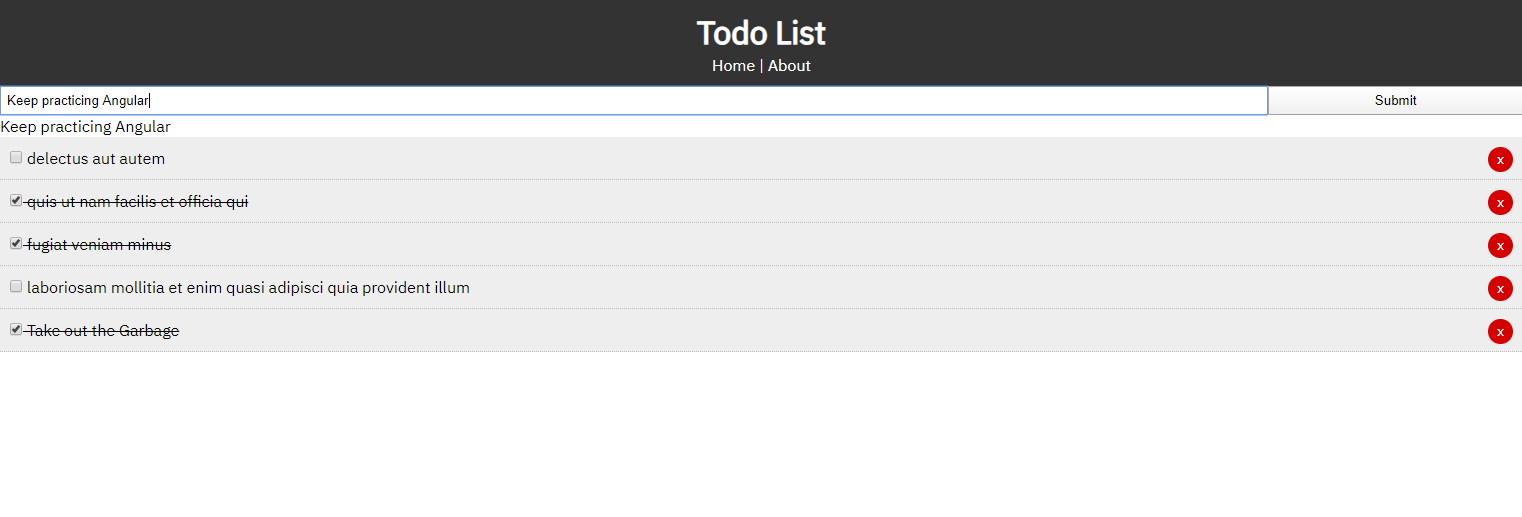 Todo List
Home | About
Keep practicing Angular
Submit
Keep practicing Angular
delectus aut autem
x
quis ut nam facilis et officia qui
x
fugiat veniam minus
x
laboriosam mollitia et enim quasi adipisci quia provident illum
x
Take out the Garbage
x